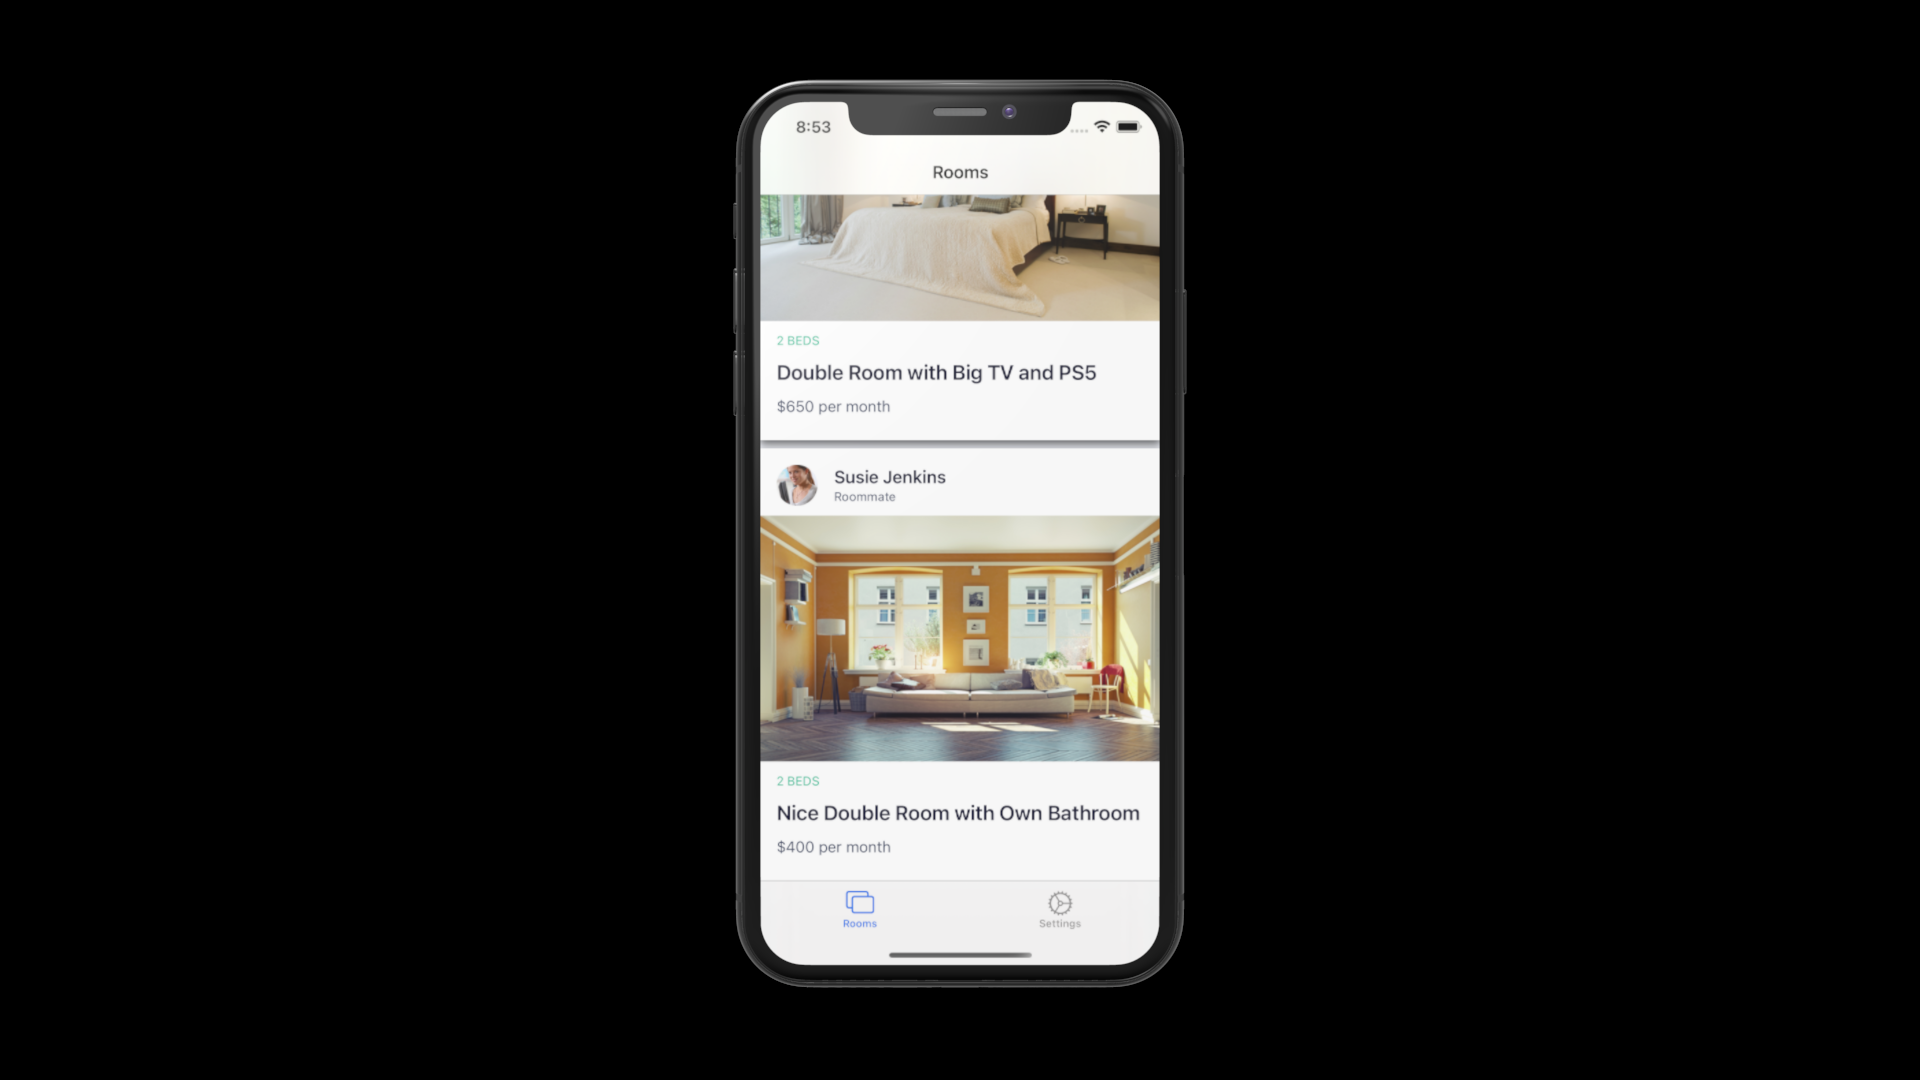 8:53
Rooms
2 BEDS
Double Room with Big TV and PS5
$650 per month
Susie Jenkins
Roommate
2 BEDS
Nice Double Room with Own Bathroom
$400 per month
Rooms
Settings